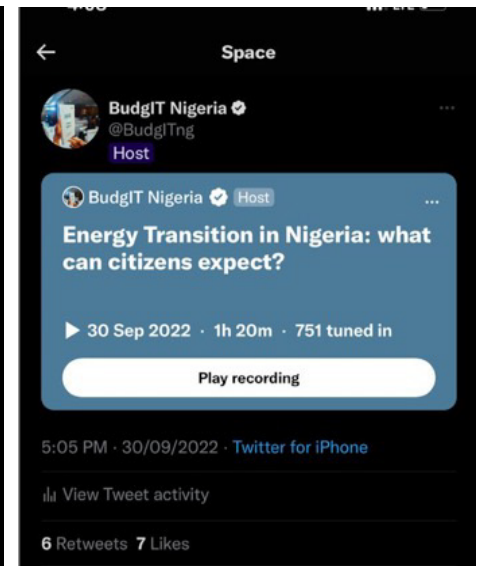 Space
BudgIT Nigeria
@BudgITng
Host
BudgIT Nigeria Host
Energy Transition in Nigeria: what
can citizens expect?
30 Sep 2022 · 1h 20m · 751 tuned in
Play recording
5:05 PM · 30/09/2022 · Twitter for iPhone
View Tweet activity
6 Retweets 7 Likes